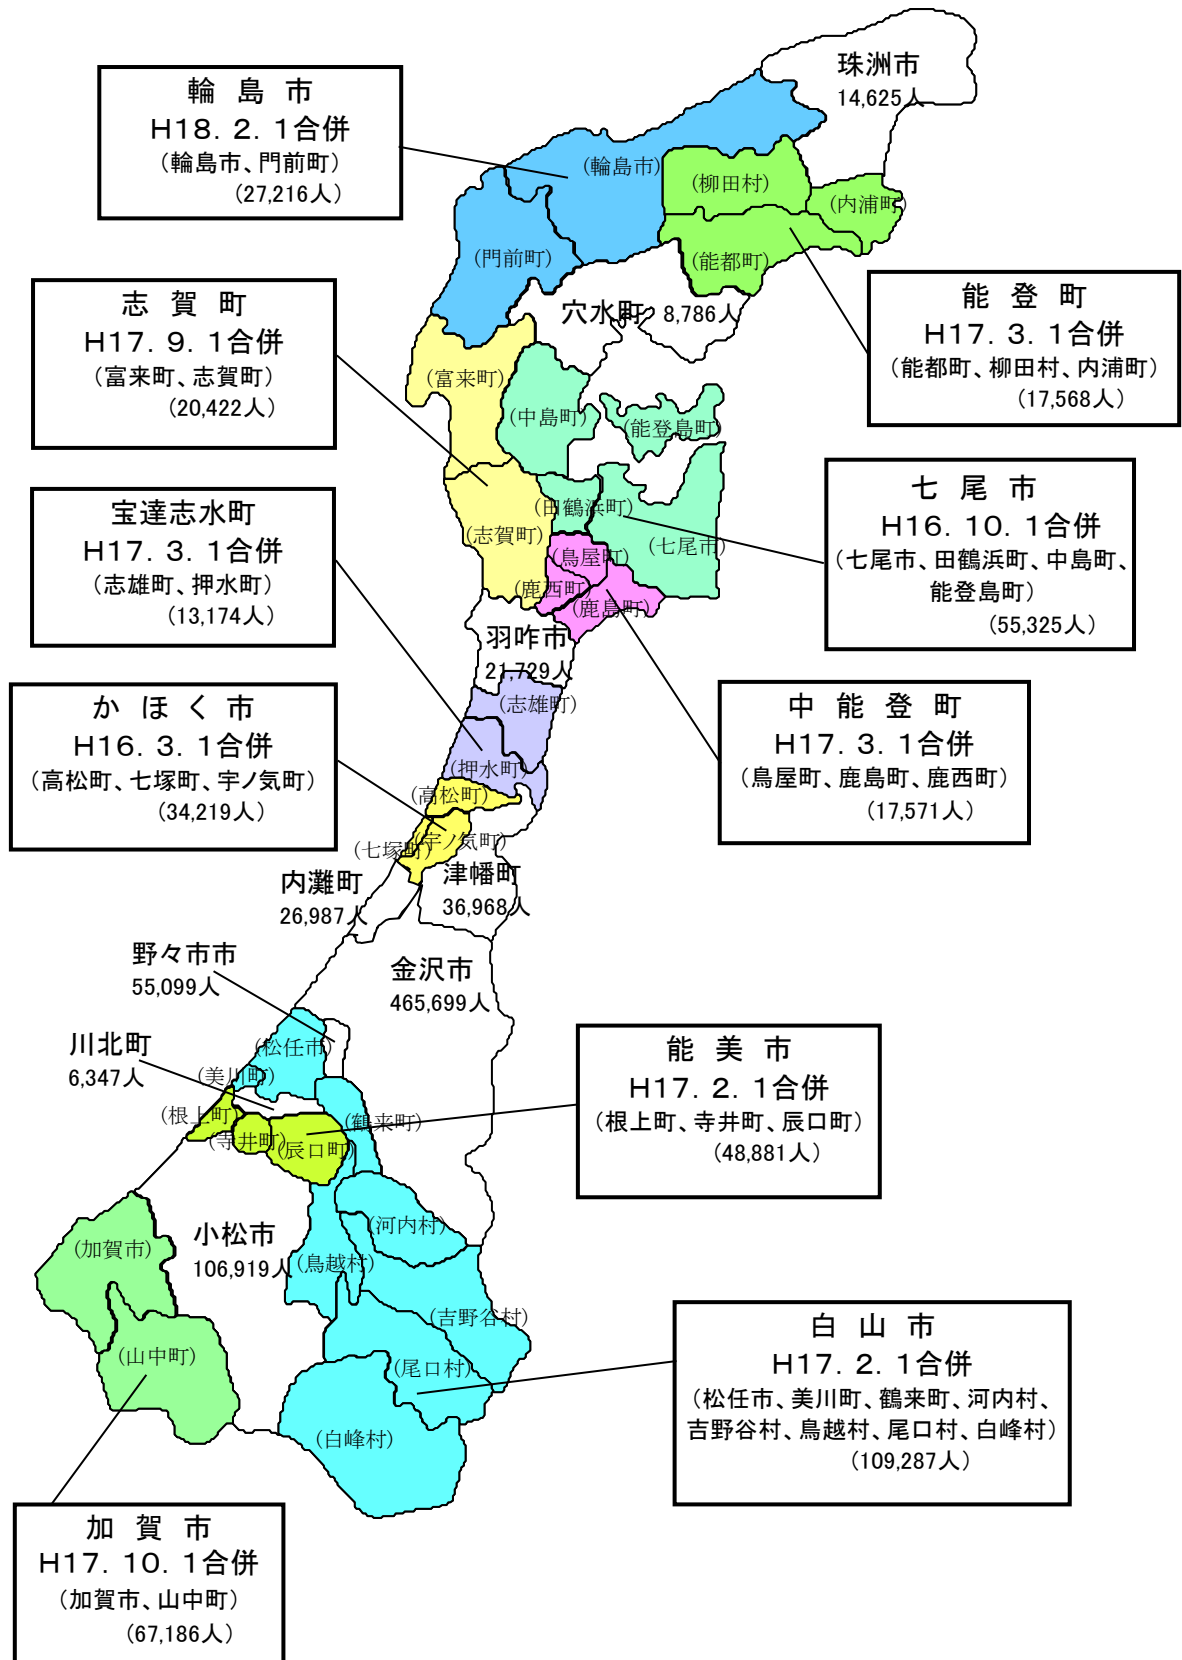 珠洲市
14,625人
輪島市
H18.2.1合併
(輪島市、門前町)
(27,216人)
(輪島市)
(柳田村)
(内浦町)
(能都町)
(門前町)
能登町
H17.3.1合併
(能都町、柳田村、内浦町)
(17,568人)
志賀町
H17.9.1合併
(富来町、志賀町)
(20,422人)
穴水町 8,786人
(富来町)
(中島町)
(能登島町)
七尾市
H16.10.1合併
(七尾市、田鶴浜町、中島町、
能登島町)
(55,325人)
宝達志水町
H17.3.1合併
(志雄町、押水町)
(13,174人)
(田鶴浜町)
(志賀町)
(七尾市)
(鳥屋町)
(鹿西町)
(鹿島町)
羽咋市
21,729人
(志雄町)
かほく市
H16.3.1合併
(高松町、七塚町、宇ノ気町)
(34,219人)
中能登町
H17.3.1合併
(鳥屋町、鹿島町、鹿西町)
(17,571人)
(押水町)
(高松町)
(宇ノ気町)
(七塚町)
津幡町
36,968人
内灘町
26,987人
野々市市
55,099人
金沢市
465,699人
川北町
6,347人
(松任市)
(美川町)
(根上町)
(鶴来町)
(寺井町)
(辰口町)
能美市
H17.2.1合併
(根上町、寺井町、辰口町)
(48,881人)
小松市
106,919人
(河内村)
(加賀市)
(鳥越村)
(吉野谷村)
(山中町)
(尾口村)
(白峰村)
白山市
H17.2.1合併
(松任市、美川町、鶴来町、河内村、
吉野谷村、鳥越村、尾口村、白峰村)
(109,287人)
加賀市
H17.10.1合併
(加賀市、山中町)
(67,186人)